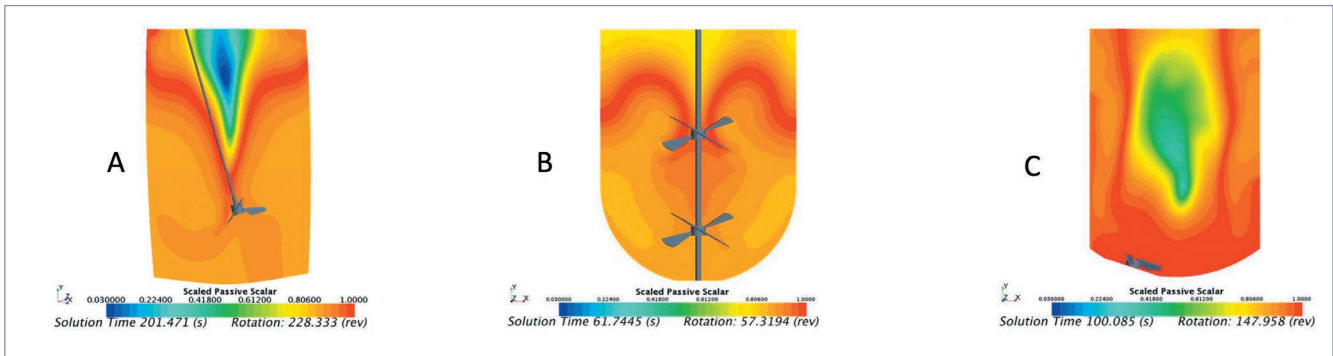 A
Scaled Passive Scalar
0.030000 0.22400 0.41800 0.61200 0.80600 1.0000
Solution Time 201.471 (s) Rotation: 228.333 (rev)
Y
Z X
B
Scaled Passive Scalar
0.030000 0.22400 0.41800 0.61200 0.80600 1.0000
Solution Time 61.7445 (s) Rotation: 57.3194 (rev)
Y
Z X
C
Scaled Passive Scalar
0.030000 0.22400 0.41800 0.61200 0.80600 1.0000
Solution Time 100.085 (s) Rotation: 147.958 (rev)
Y
Z X